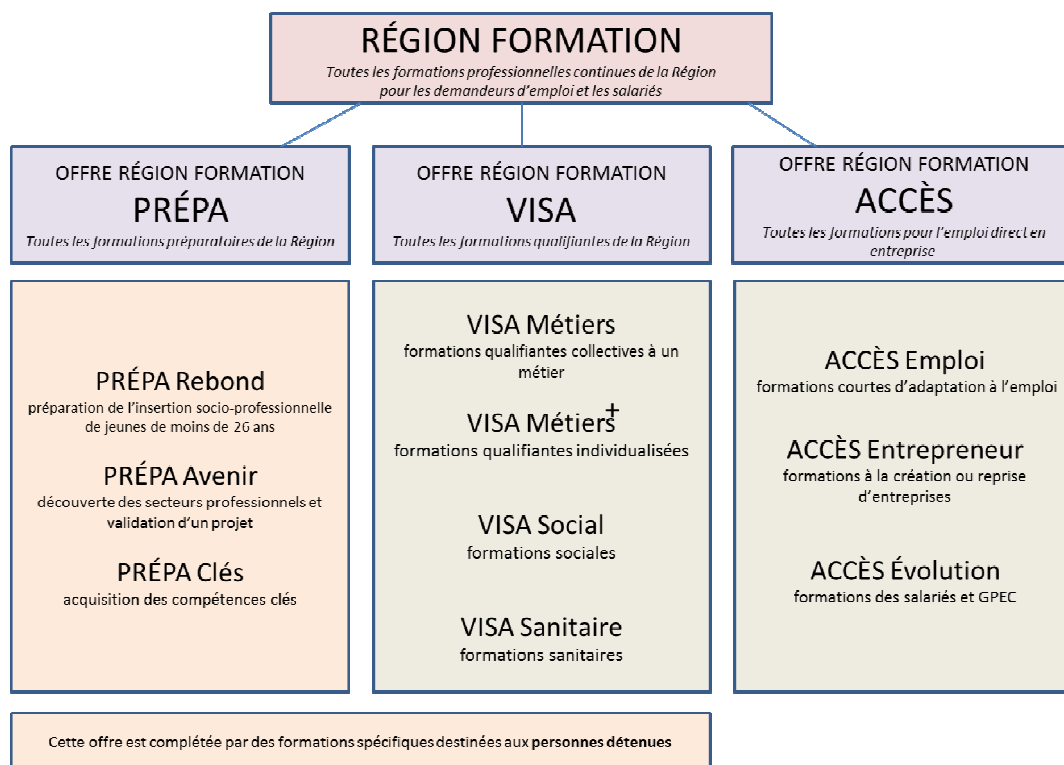 RÉGION FORMATION
Toutes les formations professionnelles continues de la Région
pour les demandeurs d'emploi et les salariés
OFFRE RÉGION FORMATION
PRÉPA
Toutes les formations préparatoires de la Région
OFFRE RÉGION FORMATION
VISA
Toutes les formations qualifiantes de la Région
OFFRE RÉGION FORMATION
ACCÈS
Toutes les formations pour l'emploi direct en
entreprise
PRÉPA Rebond
préparation de l'insertion socio-professionnelle
de jeunes de moins de 26 ans
PRÉPA Avenir
découverte des secteurs professionnels et
validation d'un projet
PRÉPA Clés
acquisition des compétences clés
VISA Métiers
formations qualifiantes collectives à un
métier
VISA Métiers+
formations qualifiantes individualisées
VISA Social
formations sociales
VISA Sanitaire
formations sanitaires
ACCÈS Emploi
formations courtes d'adaptation à l'emploi
ACCÈS Entrepreneur
formations à la création ou reprise
d'entreprises
ACCÈS Évolution
formations des salariés et GPEC
Cette offre est complétée par des formations spécifiques destinées aux personnes détenues